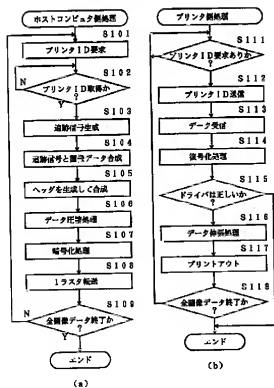 ホストコンピュータ側処理
S101
プリンタID要求
S102
N
プリンタID取得か
?
Y
S103
追跡信号生成
S104
追跡信号と画像データ合成
S105
ヘッダを生成して合成
S106
データ圧縮処理
S107
暗号化処理
S108
1ラスタ転送
S109
N
全画像データ終了か
?
Y
エンド
(a)
プリンタ側処理
S111
プリンタID要求ありか
?
S112
プリンタID送信
S113
データ受信
S114
復号化処理
S115
ドライバは正しいか
?
S116
データ伸張処理
S117
プリントアウト
S118
全画像データ終了か
?
エンド
(b)